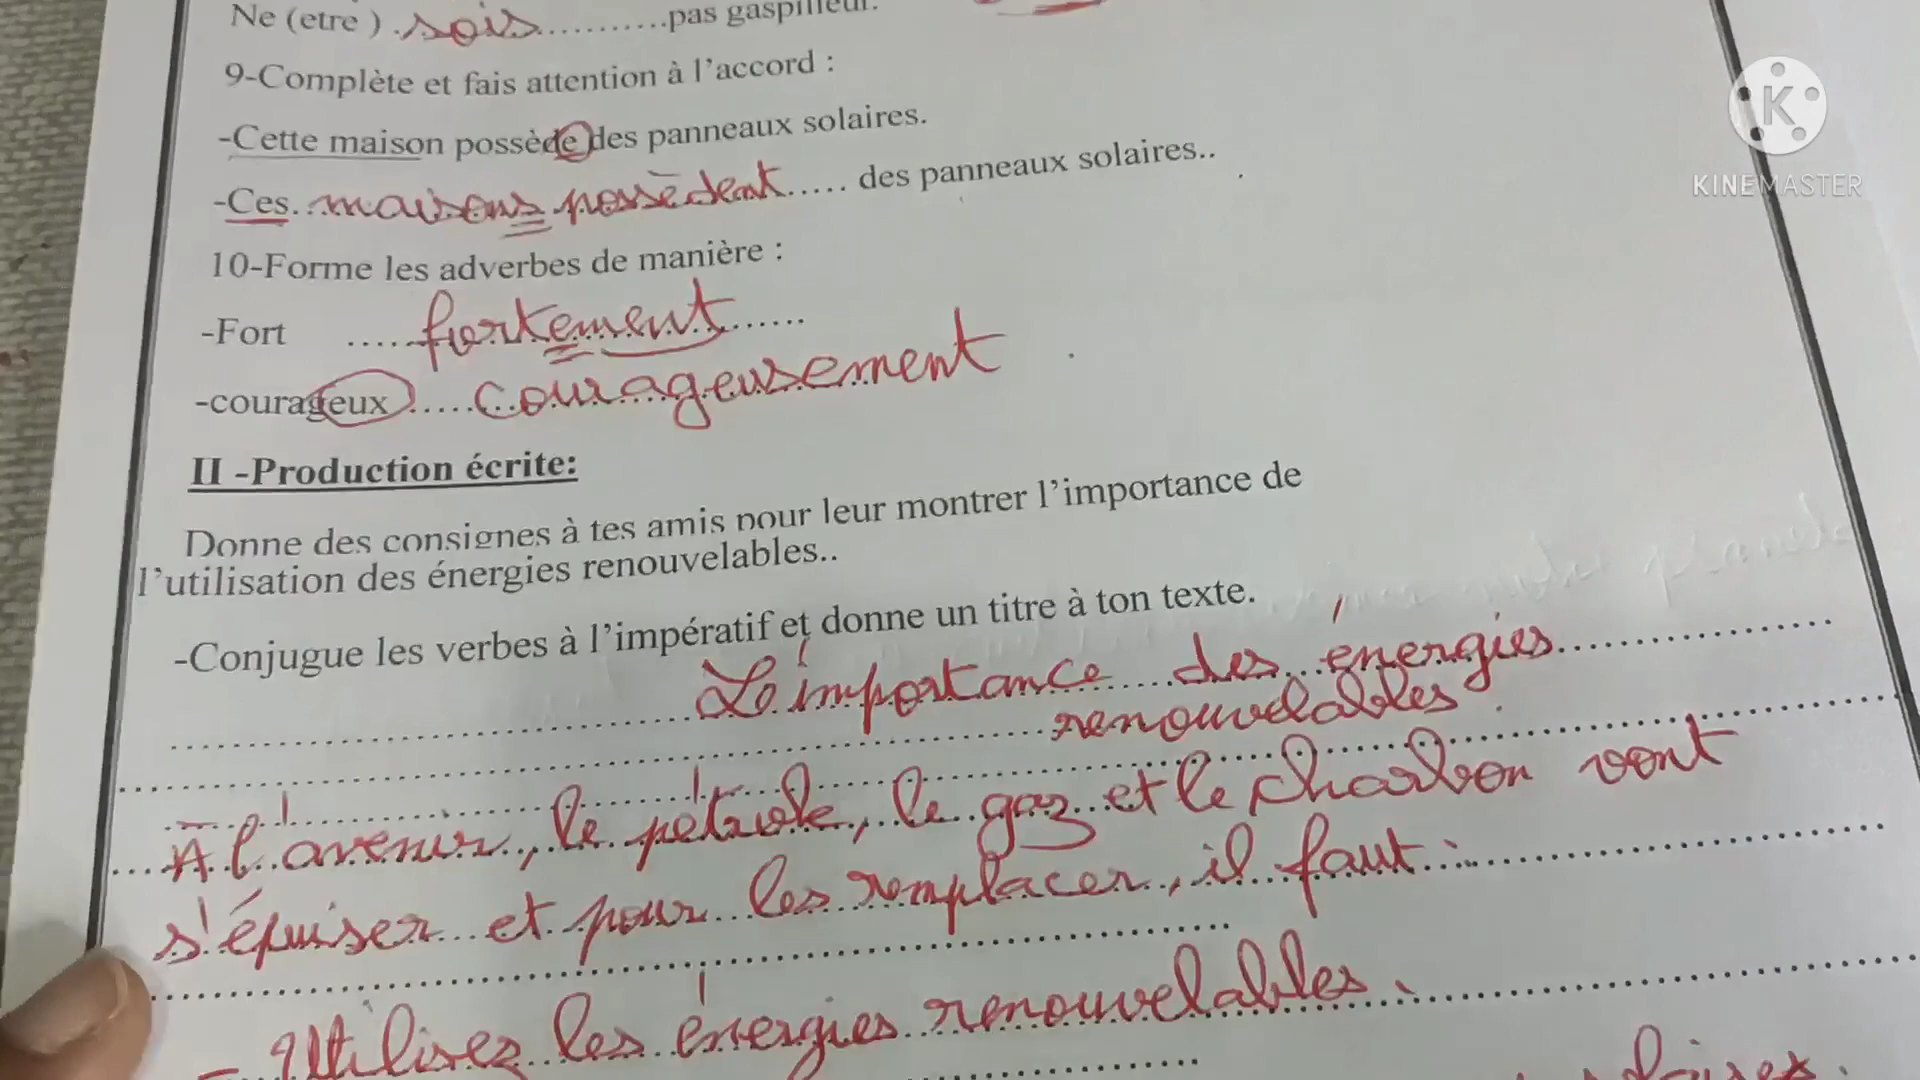 Ne (etre ) .sois..........pas gaspilleur.
9-Complète et fais attention à l'accord :
-Cette maison possède des panneaux solaires.
-Ces..maisons possèdent..... des panneaux solaires..
10-Forme les adverbes de manière :
-Fort .....fortement......
-courageux .....courageusement
II -Production écrite:
Donne des consignes à tes amis pour leur montrer l'importance de
l'utilisation des énergies renouvelables..
-Conjugue les verbes à l'impératif et donne un titre à ton texte.
L'importance des énergies
renouvelables.
A l'avenir, le pétrole, le gaz et le charbon vont
s'épuiser et pour les remplacer, il faut :
- Utilisez les énergies renouvelables.
KINEMASTER